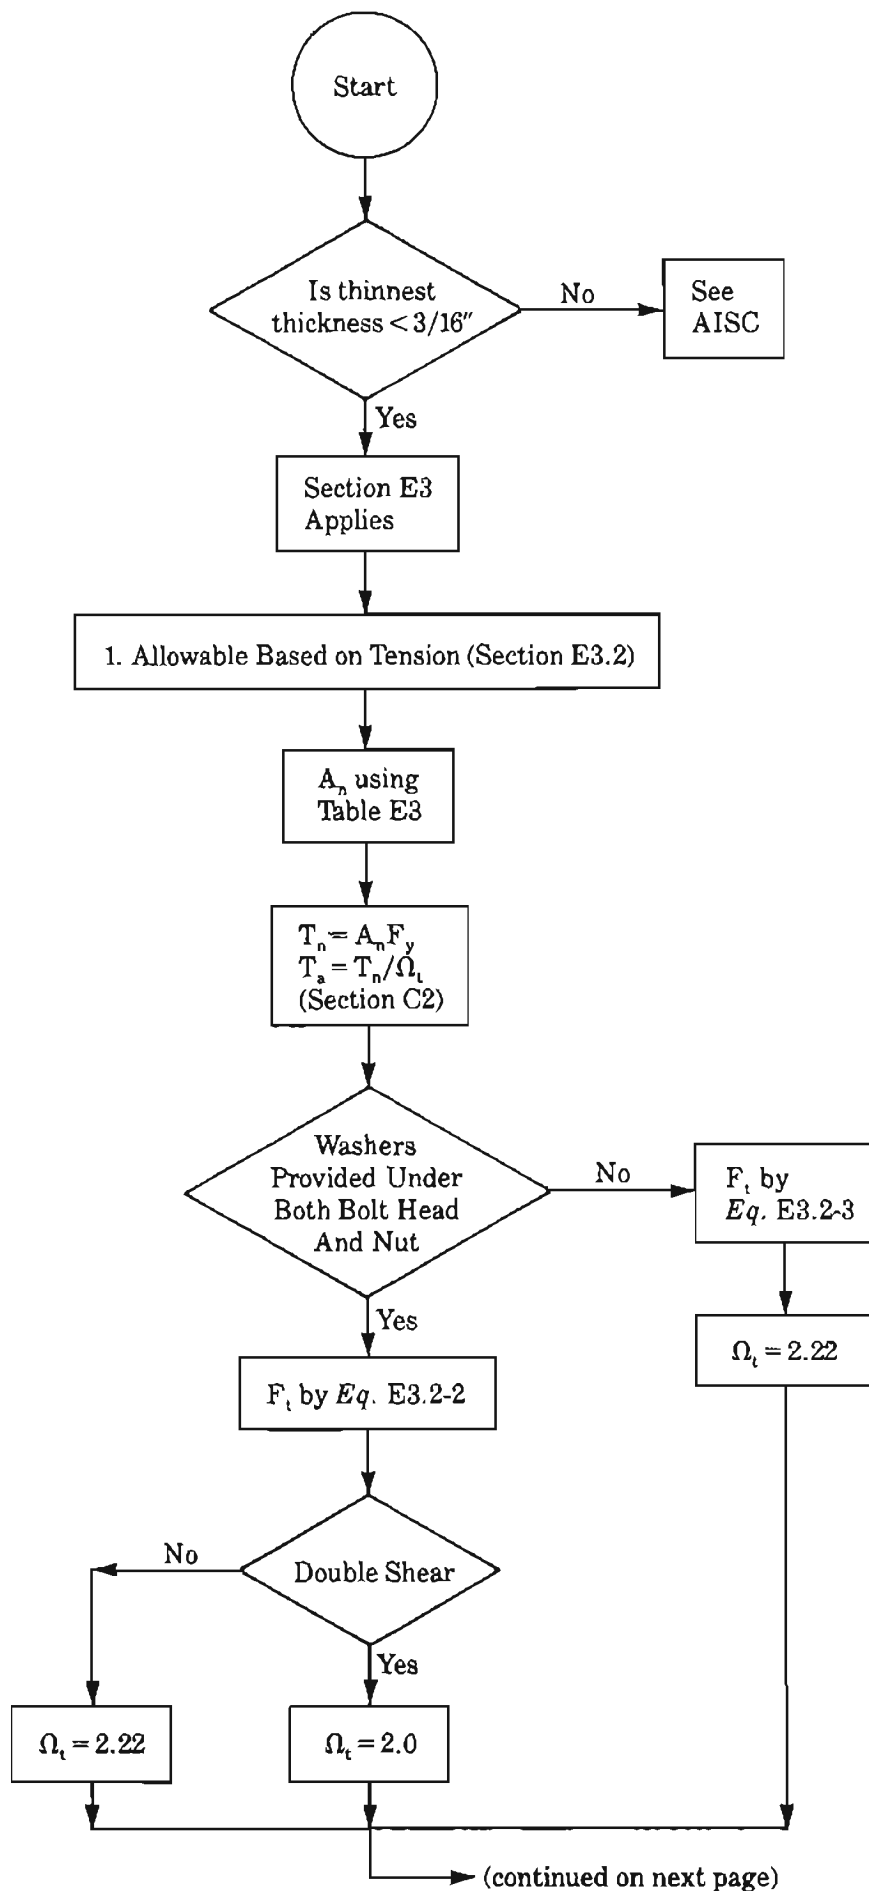 Start
Is thinnest
thickness < 3/16″
No
See
AISC
Yes
Section E3
Applies
1. Allowable Based on Tension (Section E3.2)
Aₙ using
Table E3
Tₙ = AₙF_y
Tₐ = Tₙ/Ωₜ
(Section C2)
Washers
Provided Under
Both Bolt Head
And Nut
No
Fₜ by
Eq. E3.2-3
Yes
Ωₜ = 2.22
Fₜ by Eq. E3.2-2
No
Double Shear
Yes
Ωₜ = 2.22
Ωₜ = 2.0
(continued on next page)